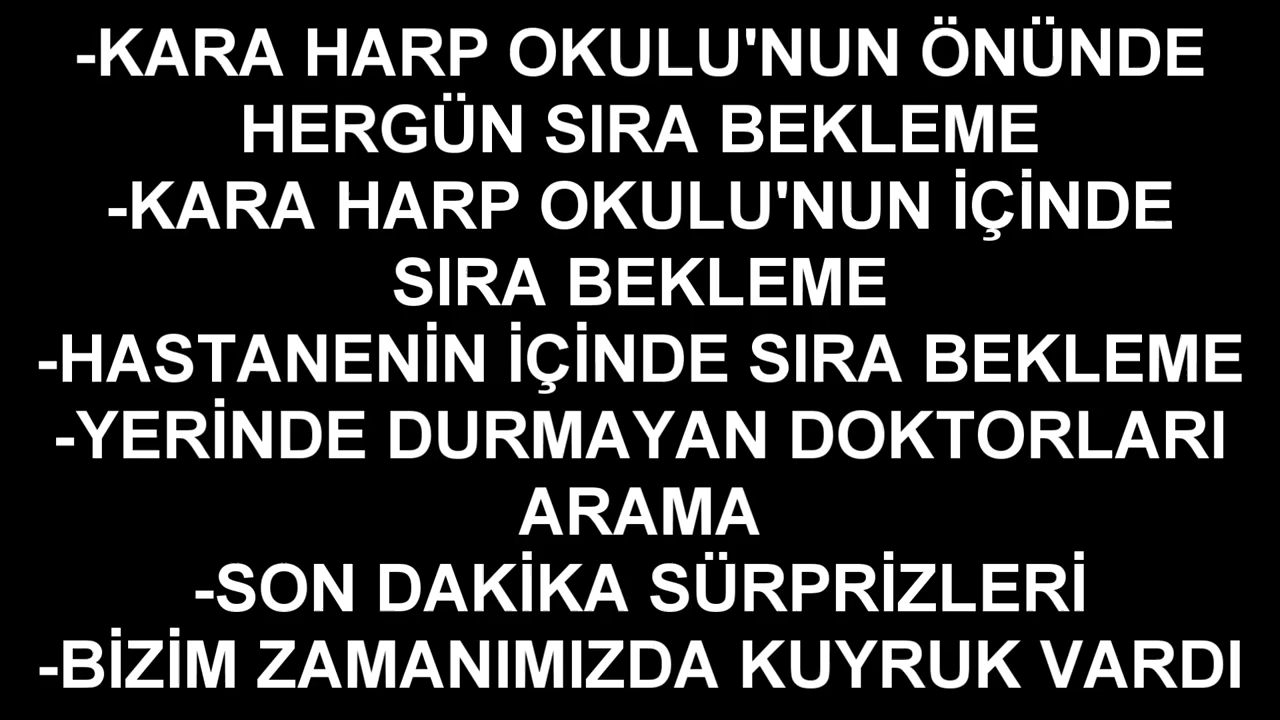 -KARA HARP OKULU'NUN ÖNÜNDE
HERGÜN SIRA BEKLEME
-KARA HARP OKULU'NUN İÇİNDE
SIRA BEKLEME
-HASTANENİN İÇİNDE SIRA BEKLEME
-YERİNDE DURMAYAN DOKTORLARI
ARAMA
-SON DAKİKA SÜRPRİZLERİ
-BİZİM ZAMANIMIZDA KUYRUK VARDI